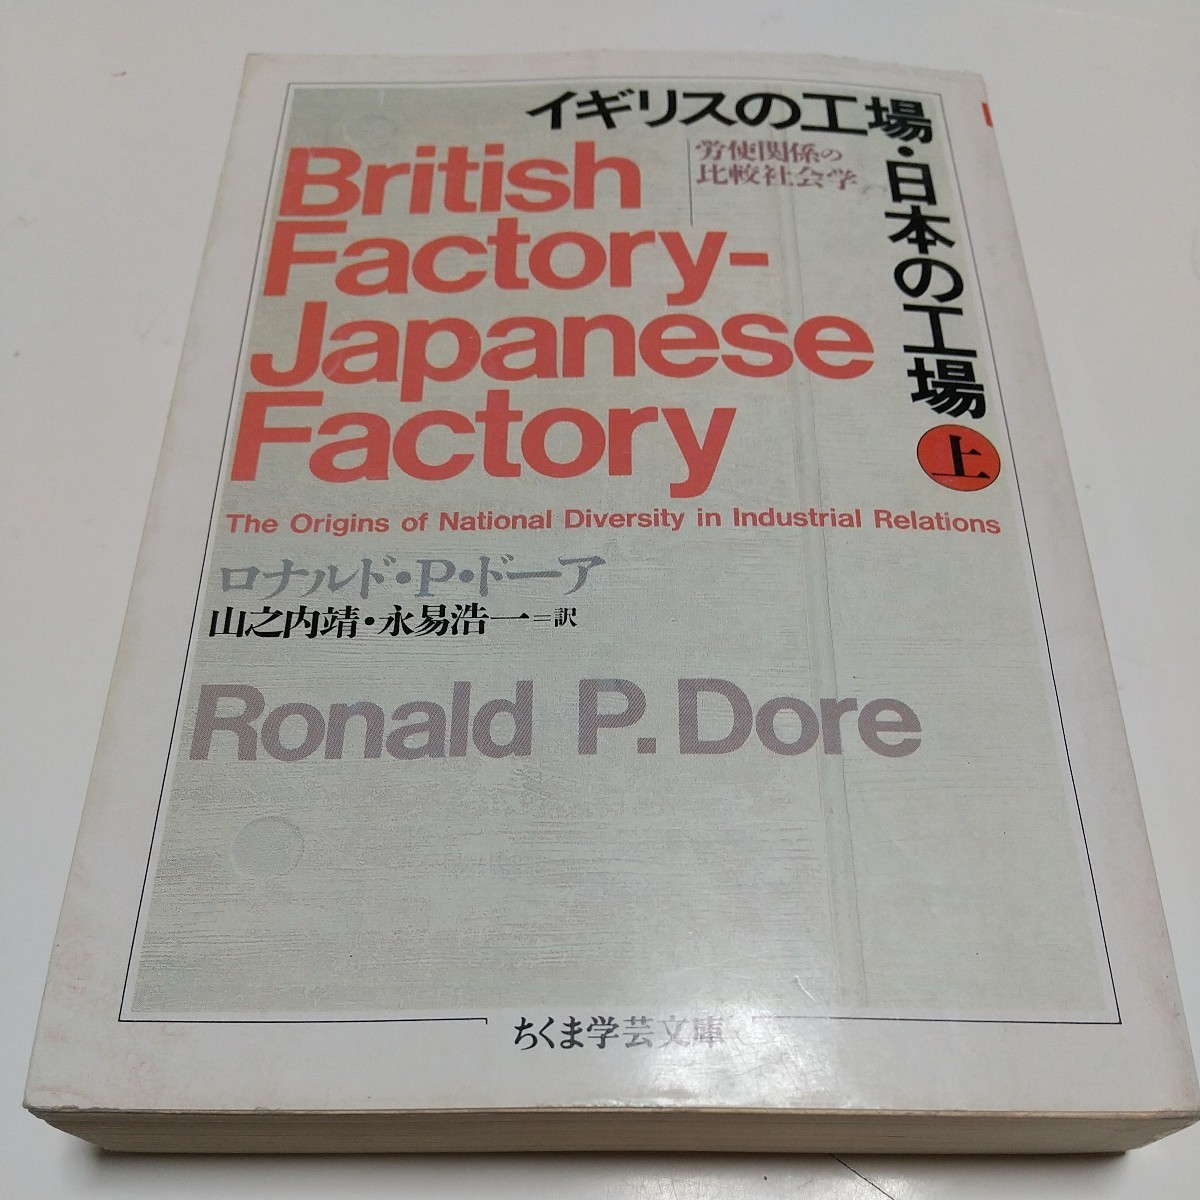 イギリスの工場・日本の工場
上
労使関係の
比較社会学
British
Factory-
Japanese
Factory
The Origins of National Diversity in Industrial Relations
ロナルド・P・ドーア
山之内靖・永易浩一=訳
Ronald P. Dore
ちくま学芸文庫